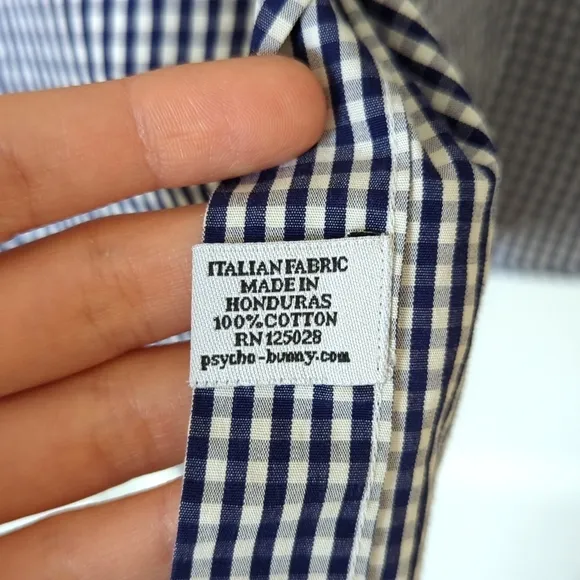 ITALIAN FABRIC
MADE IN
HONDURAS
100% COTTON
RN 125028
psycho-bunny.com